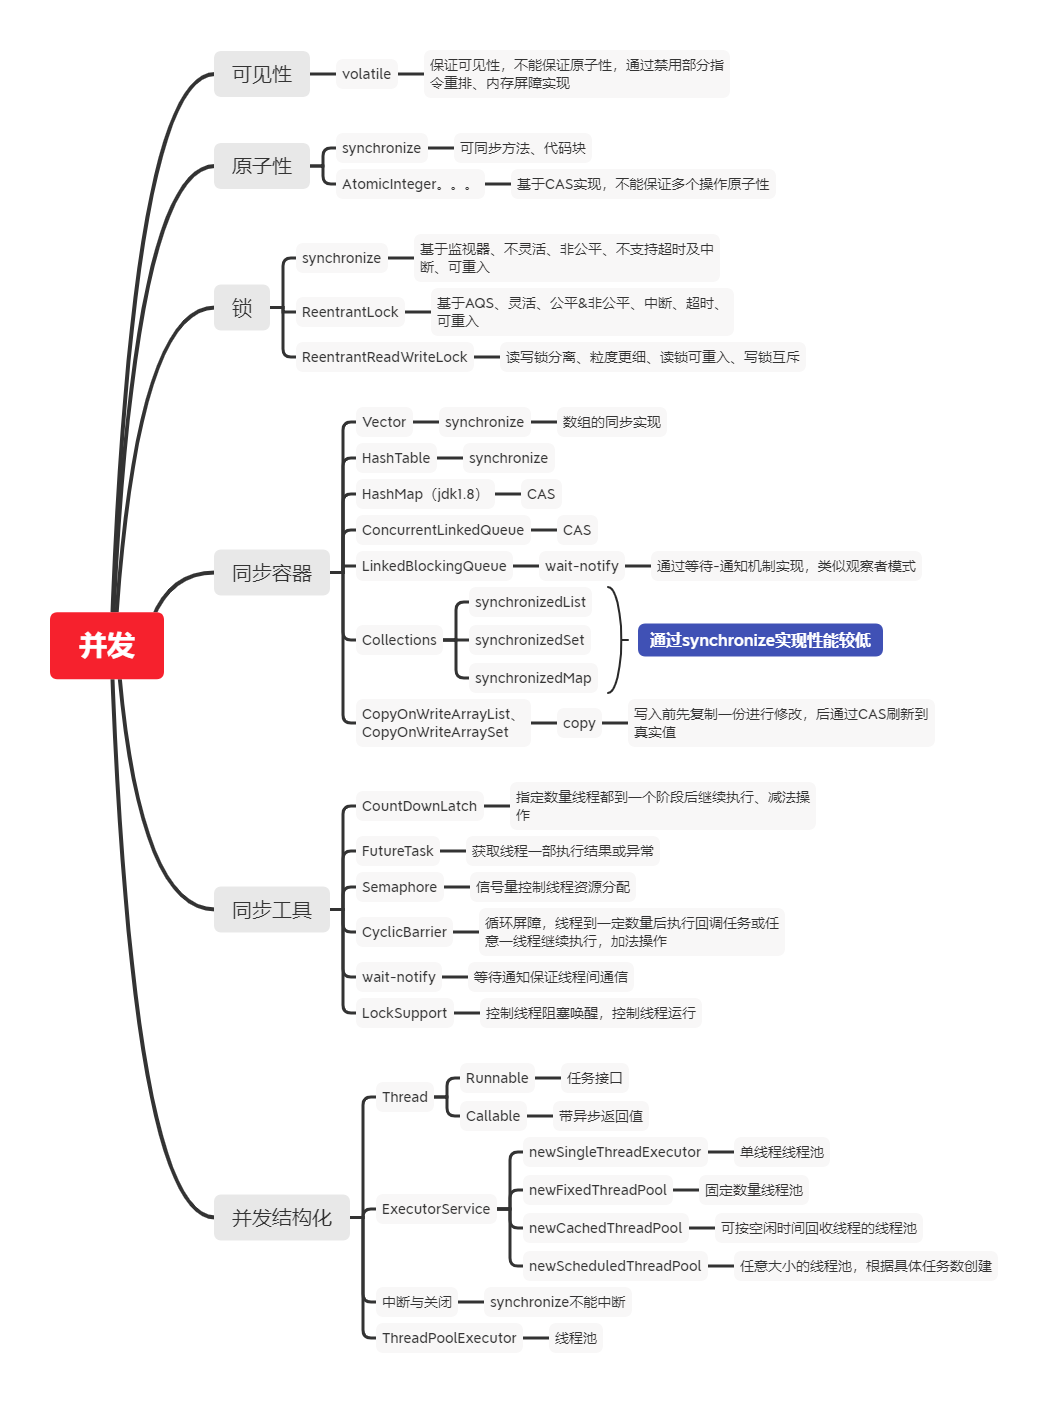 并发
可见性
volatile
保证可见性，不能保证原子性，通过禁用部分指
令重排、内存屏障实现
原子性
synchronize
可同步方法、代码块
AtomicInteger。。。
基于CAS实现，不能保证多个操作原子性
锁
synchronize
基于监视器、不灵活、非公平、不支持超时及中
断、可重入
ReentrantLock
基于AQS、灵活、公平&非公平、中断、超时、
可重入
ReentrantReadWriteLock
读写锁分离、粒度更细、读锁可重入、写锁互斥
同步容器
Vector
synchronize
数组的同步实现
HashTable
synchronize
HashMap（jdk1.8）
CAS
ConcurrentLinkedQueue
CAS
LinkedBlockingQueue
wait-notify
通过等待-通知机制实现，类似观察者模式
Collections
synchronizedList
synchronizedSet
synchronizedMap
通过synchronize实现性能较低
CopyOnWriteArrayList、
CopyOnWriteArraySet
copy
写入前先复制一份进行修改，后通过CAS刷新到
真实值
同步工具
CountDownLatch
指定数量线程都到一个阶段后继续执行、减法操
作
FutureTask
获取线程一部执行结果或异常
Semaphore
信号量控制线程资源分配
CyclicBarrier
循环屏障，线程到一定数量后执行回调任务或任
意一线程继续执行，加法操作
wait-notify
等待通知保证线程间通信
LockSupport
控制线程阻塞唤醒，控制线程运行
并发结构化
Thread
Runnable
任务接口
Callable
带异步返回值
ExecutorService
newSingleThreadExecutor
单线程线程池
newFixedThreadPool
固定数量线程池
newCachedThreadPool
可按空闲时间回收线程的线程池
newScheduledThreadPool
任意大小的线程池，根据具体任务数创建
中断与关闭
synchronize不能中断
ThreadPoolExecutor
线程池